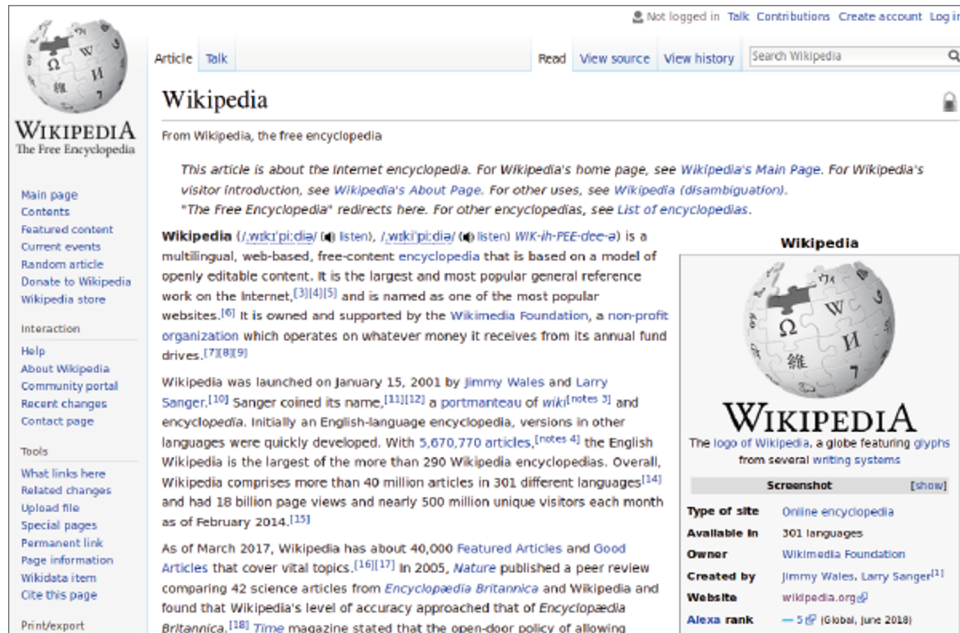 Not logged in Talk Contributions Create account Log in
Article Talk
Read View source View history Search Wikipedia
WIKIPEDIA
The Free Encyclopedia
Main page
Contents
Featured content
Current events
Random article
Donate to Wikipedia
Wikipedia store
Interaction
Help
About Wikipedia
Community portal
Recent changes
Contact page
Tools
What links here
Related changes
Upload file
Special pages
Permanent link
Page information
Wikidata item
Cite this page
Print/export
Wikipedia
From Wikipedia, the free encyclopedia
This article is about the Internet encyclopedia. For Wikipedia's home page, see Wikipedia's Main Page. For Wikipedia's
visitor introduction, see Wikipedia's About Page. For other uses, see Wikipedia (disambiguation).
"The Free Encyclopedia" redirects here. For other encyclopedias, see List of encyclopedias.
Wikipedia (/ˌwɪkɪˈpiːdiə/ listen), /ˌwɪkiˈpiːdiə/ listen) WIK-ih-PEE-dee-ə) is a
multilingual, web-based, free-content encyclopedia that is based on a model of
openly editable content. It is the largest and most popular general reference
work on the Internet,[3][4][5] and is named as one of the most popular
websites.[6] It is owned and supported by the Wikimedia Foundation, a non-profit
organization which operates on whatever money it receives from its annual fund
drives.[7][8][9]
Wikipedia was launched on January 15, 2001 by Jimmy Wales and Larry
Sanger.[10] Sanger coined its name,[11][12] a portmanteau of wiki[notes 3] and
encyclopedia. Initially an English-language encyclopedia, versions in other
languages were quickly developed. With 5,670,770 articles,[notes 4] the English
Wikipedia is the largest of the more than 290 Wikipedia encyclopedias. Overall,
Wikipedia comprises more than 40 million articles in 301 different languages[14]
and had 18 billion page views and nearly 500 million unique visitors each month
as of February 2014.[15]
As of March 2017, Wikipedia has about 40,000 Featured Articles and Good
Articles that cover vital topics.[16][17] In 2005, Nature published a peer review
comparing 42 science articles from Encyclopædia Britannica and Wikipedia and
found that Wikipedia's level of accuracy approached that of Encyclopædia
Britannica.[18] Time magazine stated that the open-door policy of allowing
Wikipedia
WIKIPEDIA
The logo of Wikipedia, a globe featuring glyphs
from several writing systems
Screenshot [show]
Type of site Online encyclopedia
Available in 301 languages
Owner Wikimedia Foundation
Created by Jimmy Wales, Larry Sanger[1]
Website wikipedia.org
Alexa rank 5 (Global, June 2018)